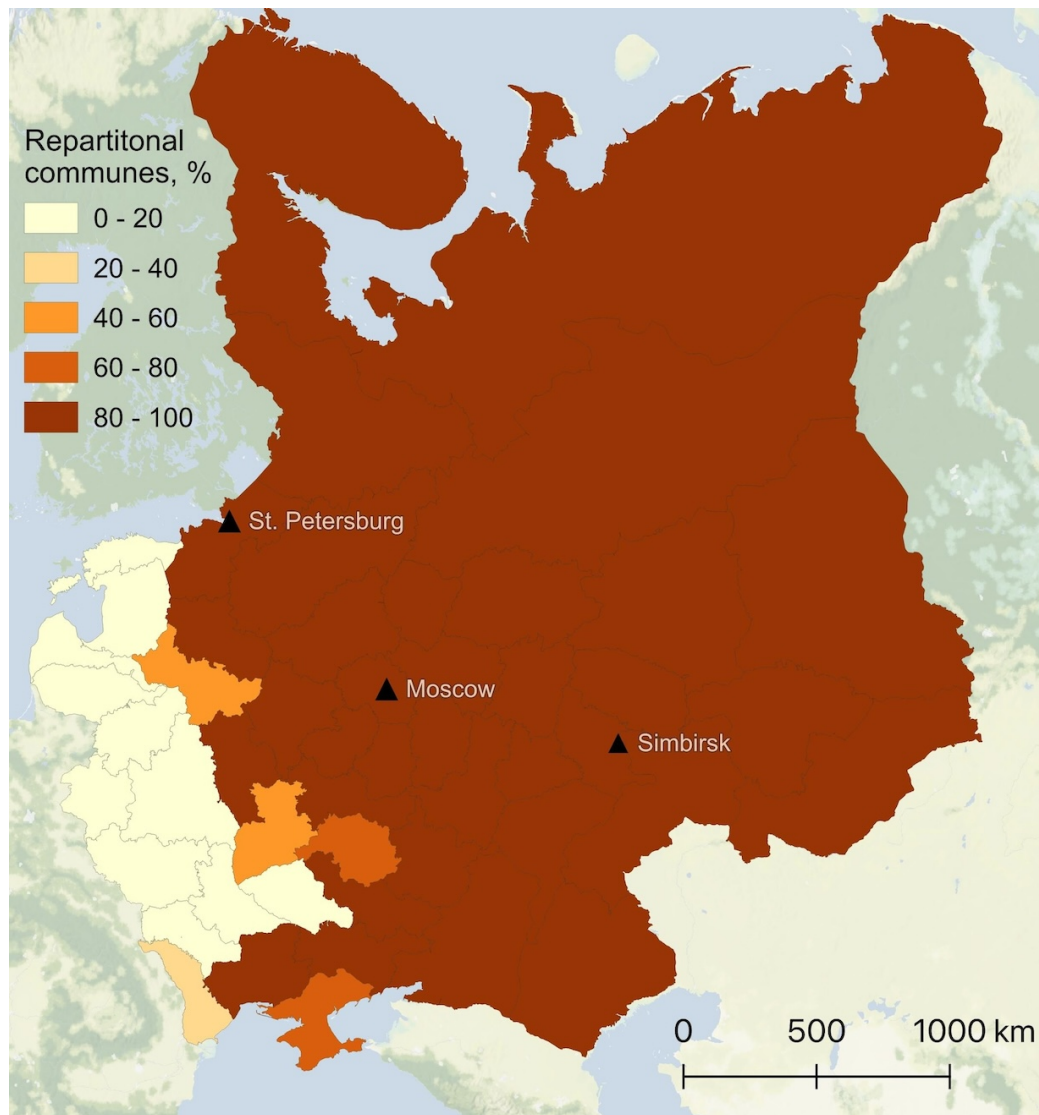 Repartitonal
communes, %
0 - 20
20 - 40
40 - 60
60 - 80
80 - 100
St. Petersburg
Moscow
Simbirsk
0 500 1000 km